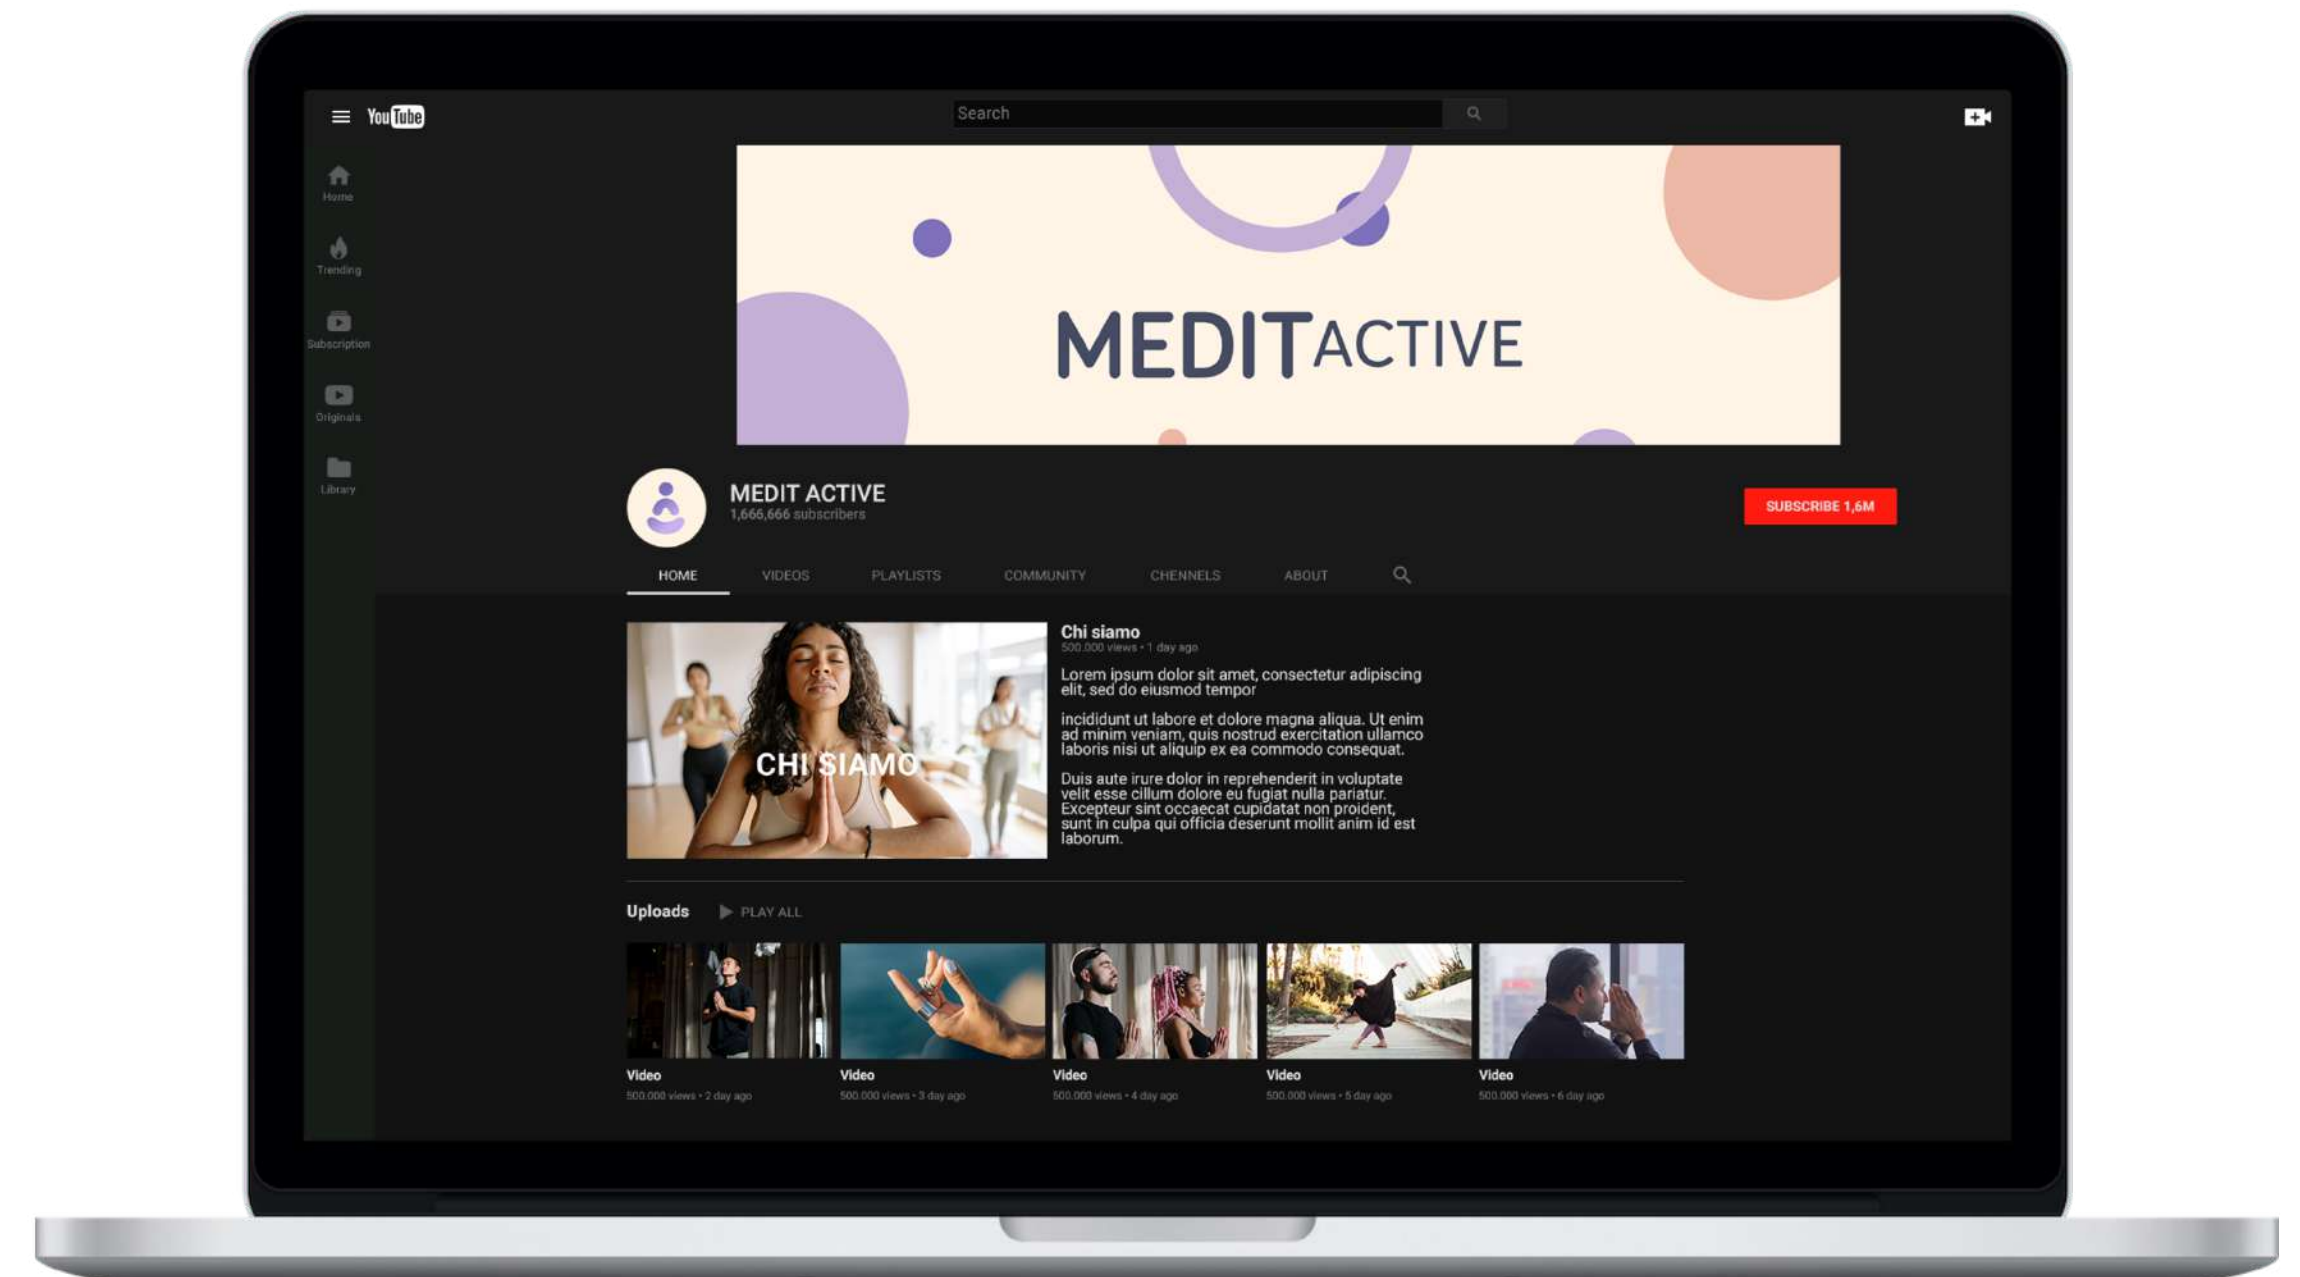 YouTube
Search
Home
Trending
Subscription
Originals
Library
MEDITACTIVE
MEDIT ACTIVE
1,666,666 subscribers
SUBSCRIBE 1,6M
HOME VIDEOS PLAYLISTS COMMUNITY CHENNELS ABOUT
CHI SIAMO
Chi siamo
500.000 views • 1 day ago
Lorem ipsum dolor sit amet, consectetur adipiscing
elit, sed do eiusmod tempor
incididunt ut labore et dolore magna aliqua. Ut enim
ad minim veniam, quis nostrud exercitation ullamco
laboris nisi ut aliquip ex ea commodo consequat.
Duis aute irure dolor in reprehenderit in voluptate
velit esse cillum dolore eu fugiat nulla pariatur.
Excepteur sint occaecat cupidatat non proident,
sunt in culpa qui officia deserunt mollit anim id est
laborum.
Uploads PLAY ALL
Video
500.000 views • 2 day ago
Video
500.000 views • 3 day ago
Video
500.000 views • 4 day ago
Video
500.000 views • 5 day ago
Video
500.000 views • 6 day ago